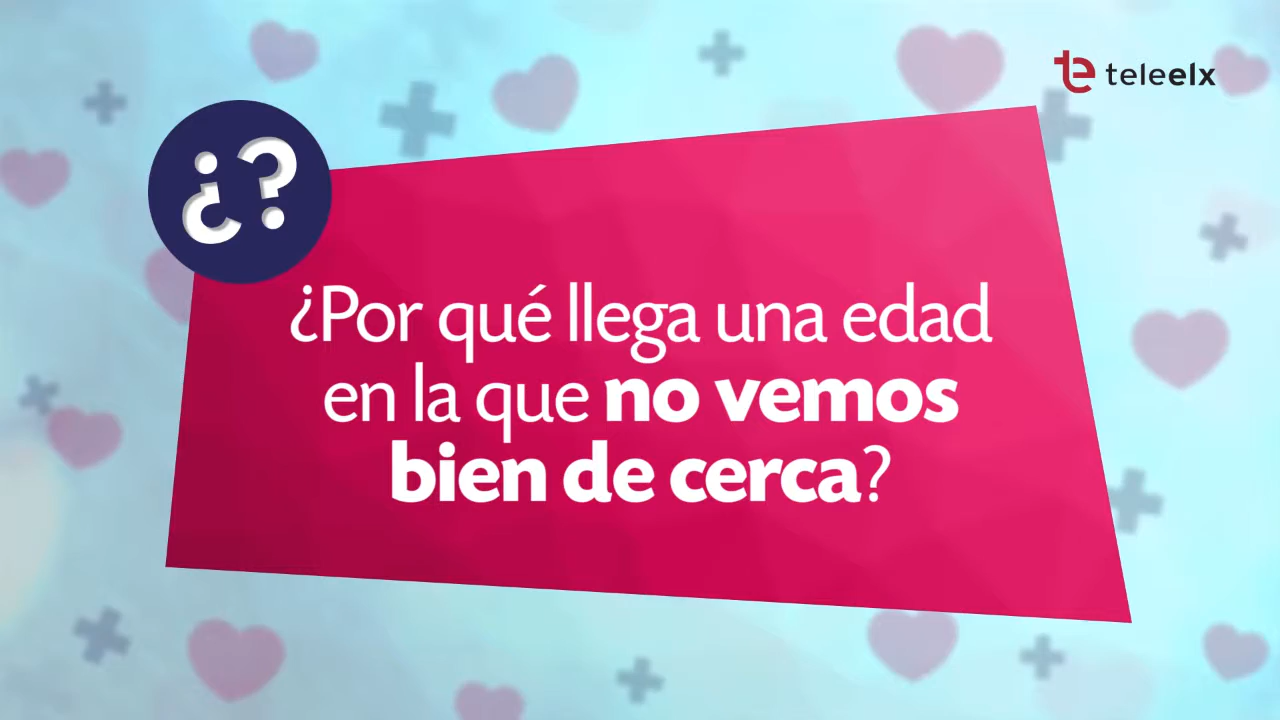 teleelx
¿?
¿Por qué llega una edad
en la que no vemos
bien de cerca?